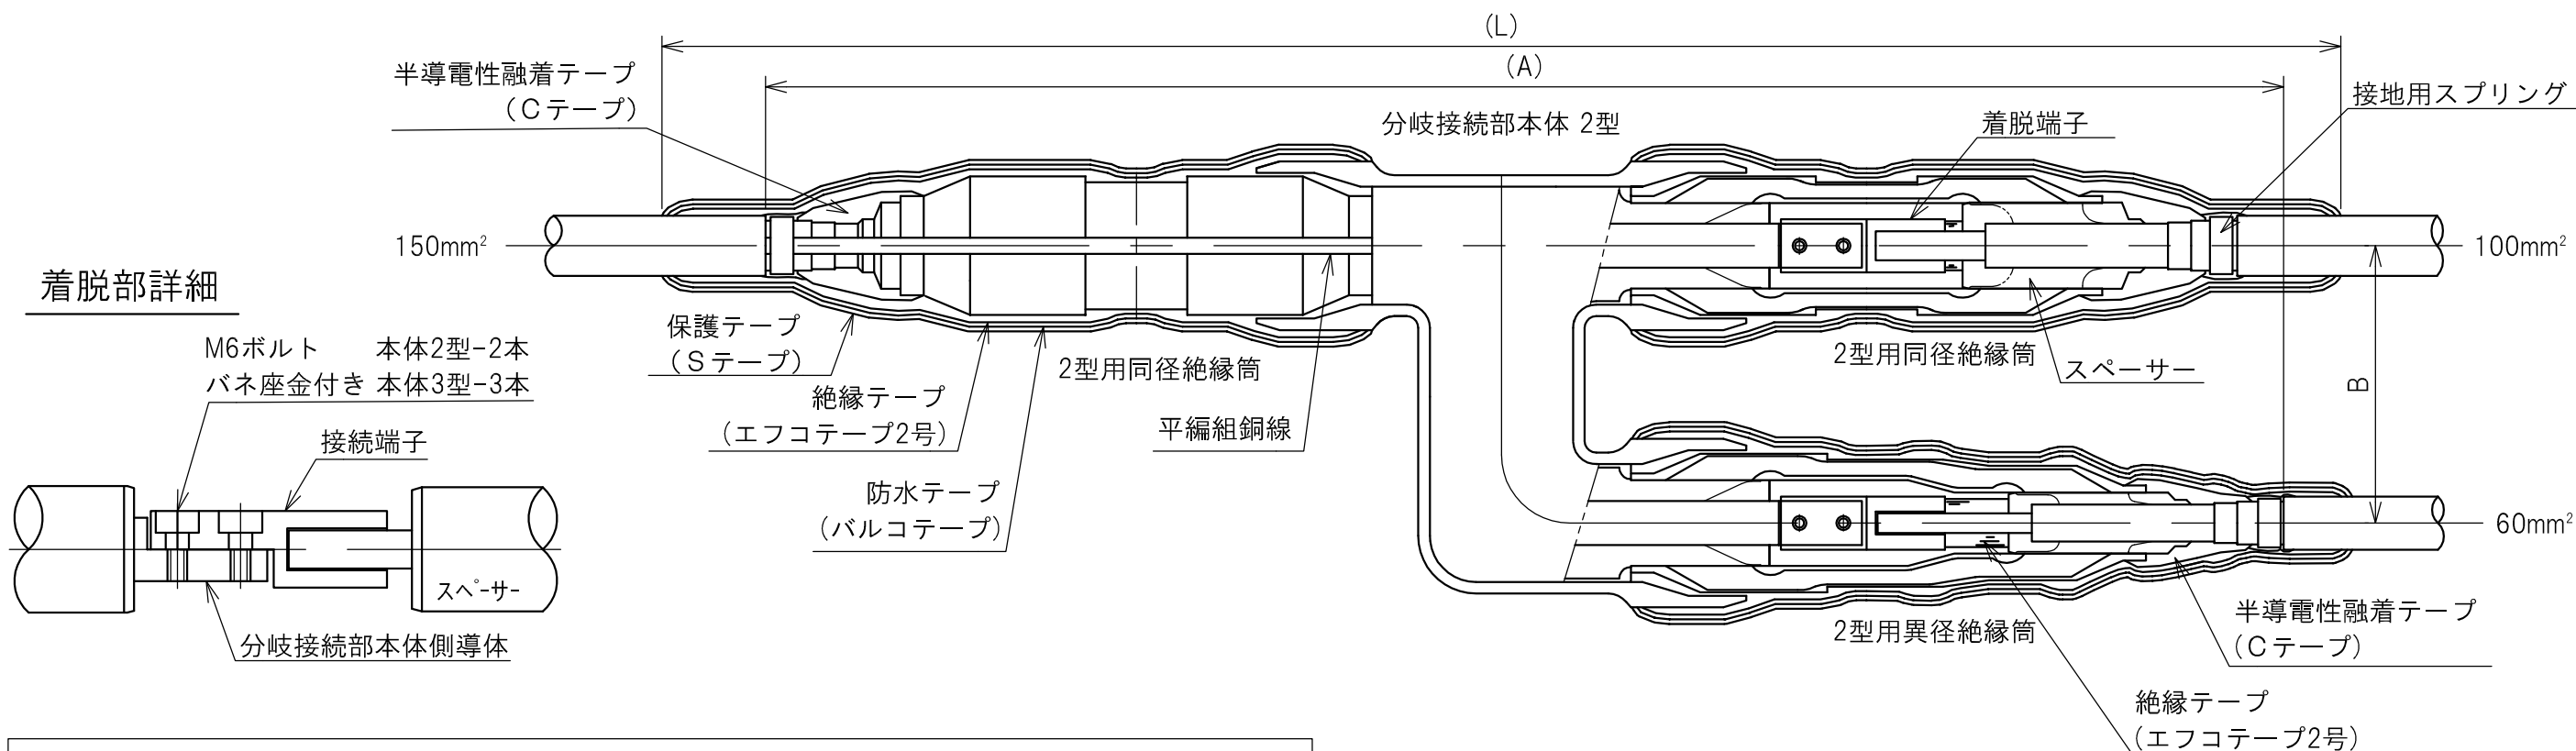 (L)
(A)
半導電性融着テープ
(Cテープ)
分岐接続部本体 2型
着脱端子
接地用スプリング
150mm²
100mm²
着脱部詳細
M6ボルト 本体2型-2本
バネ座金付き 本体3型-3本
接続端子
スペーサー
分岐接続部本体側導体
保護テープ
(Sテープ)
絶縁テープ
(エフコテープ2号)
防水テープ
(バルコテープ)
2型用同径絶縁筒
平編組銅線
2型用同径絶縁筒
スペーサー
B
60mm²
2型用異径絶縁筒
半導電性融着テープ
(Cテープ)
絶縁テープ
(エフコテープ2号)